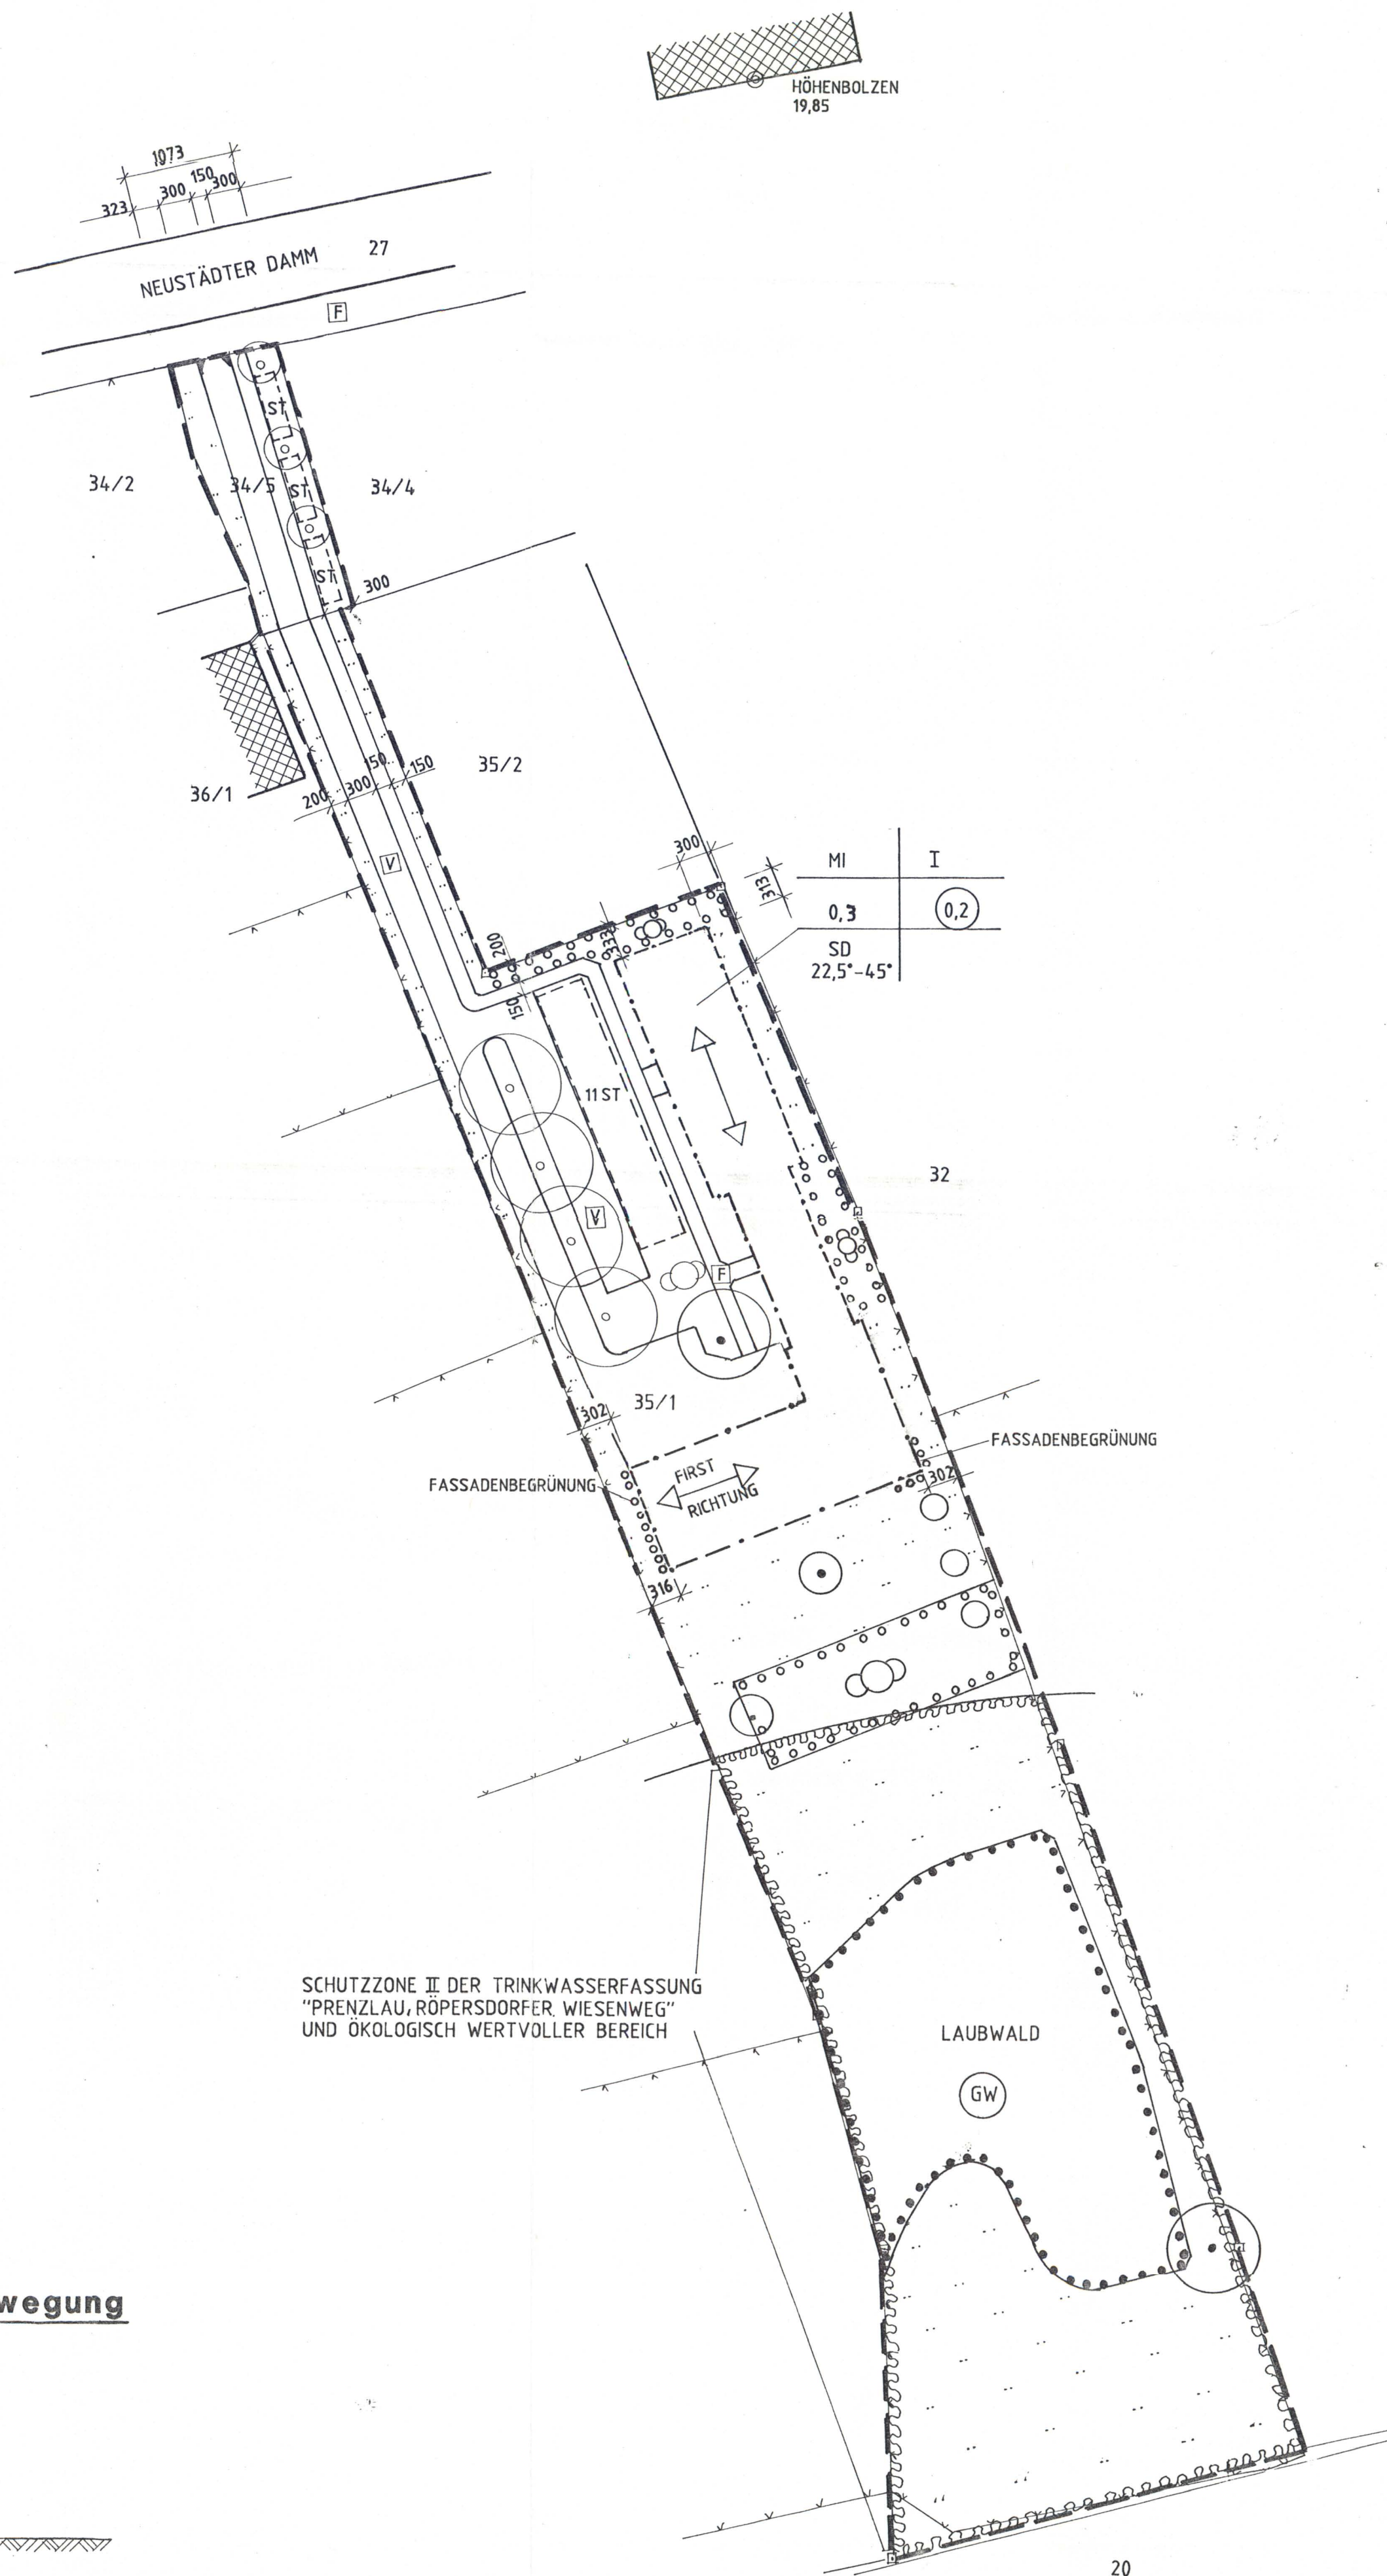 HÖHENBOLZEN
19,85
1073
323 300 150 300
NEUSTÄDTER DAMM 27
F
ST
34/2 34/5 ST 34/4
ST
300
35/2
36/1
200 300 150 150
V
300
313
MI I
0,3 0,2
SD
22,5°-45°
200
333
150
11 ST
32
V
F
35/1
302
FASSADENBEGRÜNUNG
FASSADENBEGRÜNUNG
FIRST
RICHTUNG
302
316
SCHUTZZONE II DER TRINKWASSERFASSUNG
"PRENZLAU, RÖPERSDORFER WIESENWEG"
UND ÖKOLOGISCH WERTVOLLER BEREICH
LAUBWALD
GW
wegung
20